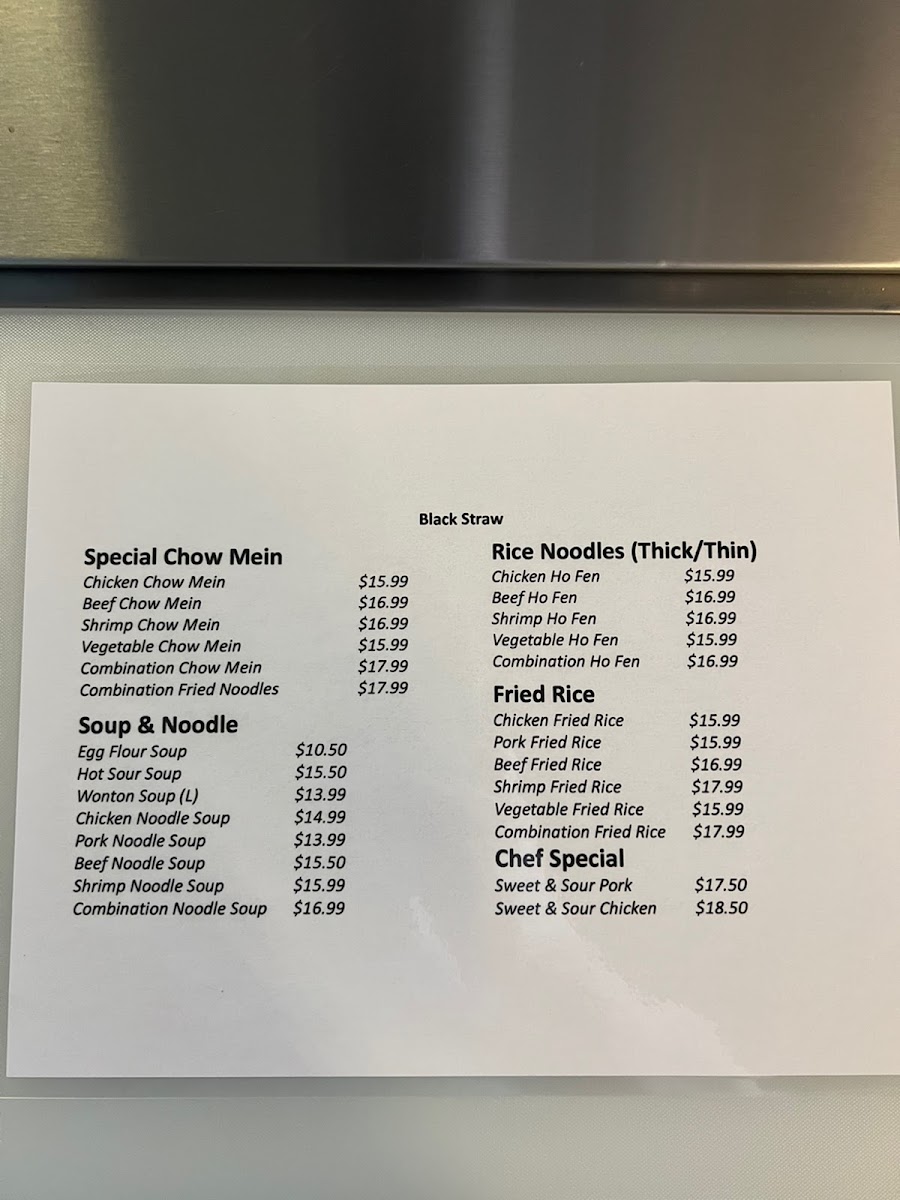 Black Straw
Special Chow Mein
Chicken Chow Mein $15.99
Beef Chow Mein $16.99
Shrimp Chow Mein $16.99
Vegetable Chow Mein $15.99
Combination Chow Mein $17.99
Combination Fried Noodles $17.99
Soup & Noodle
Egg Flour Soup $10.50
Hot Sour Soup $15.50
Wonton Soup (L) $13.99
Chicken Noodle Soup $14.99
Pork Noodle Soup $13.99
Beef Noodle Soup $15.50
Shrimp Noodle Soup $15.99
Combination Noodle Soup $16.99
Rice Noodles (Thick/Thin)
Chicken Ho Fen $15.99
Beef Ho Fen $16.99
Shrimp Ho Fen $16.99
Vegetable Ho Fen $15.99
Combination Ho Fen $16.99
Fried Rice
Chicken Fried Rice $15.99
Pork Fried Rice $15.99
Beef Fried Rice $16.99
Shrimp Fried Rice $17.99
Vegetable Fried Rice $15.99
Combination Fried Rice $17.99
Chef Special
Sweet & Sour Pork $17.50
Sweet & Sour Chicken $18.50